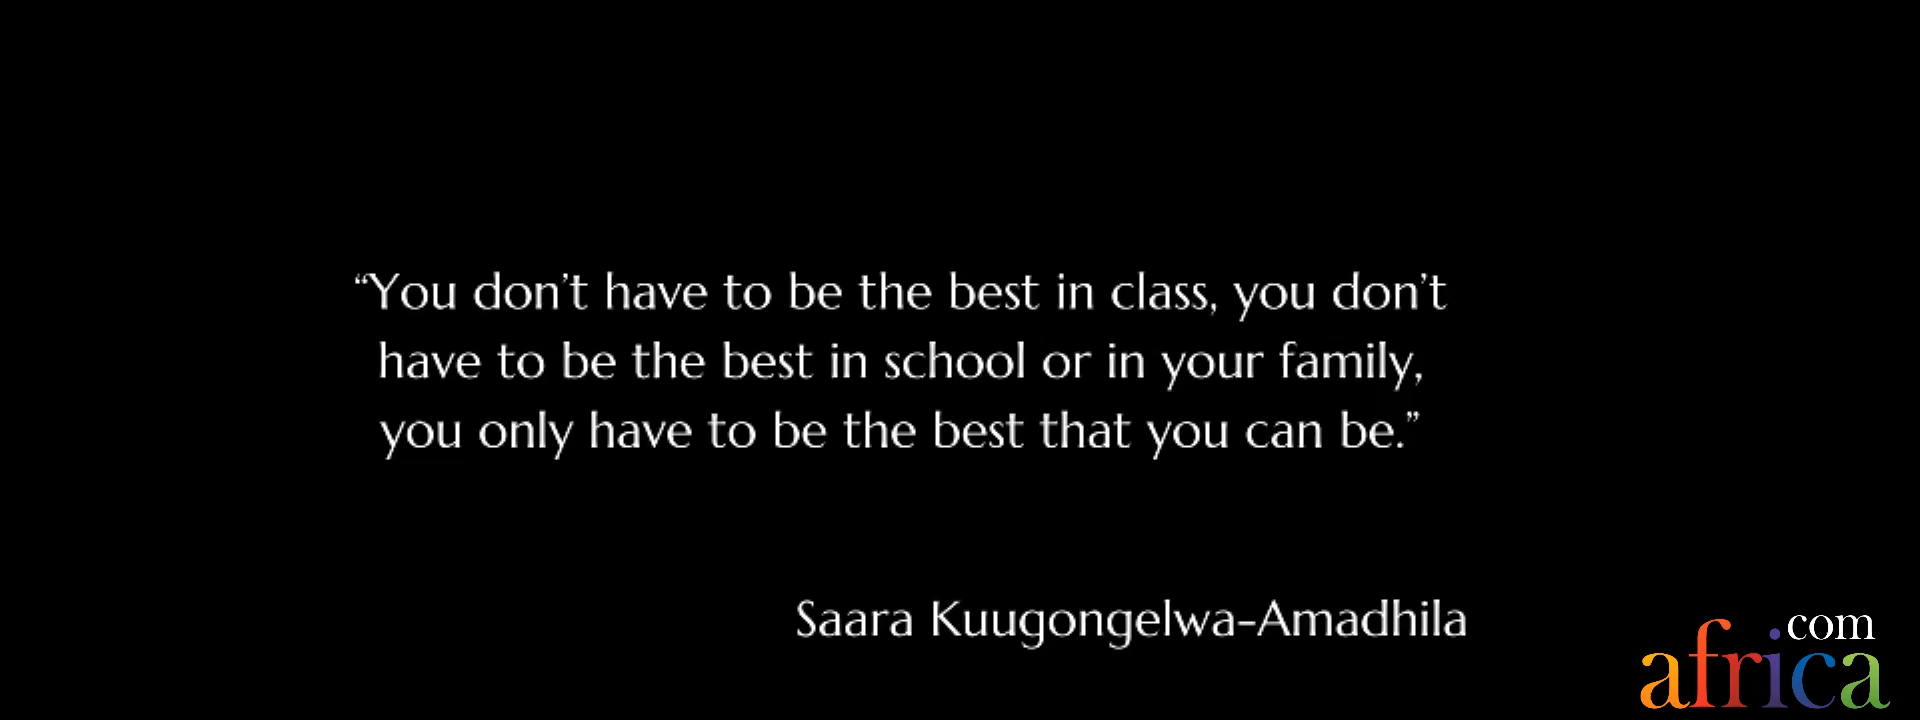 “You don’t have to be the best in class, you don’t
have to be the best in school or in your family,
you only have to be the best that you can be.”
Saara Kuugongelwa-Amadhila
com
africa